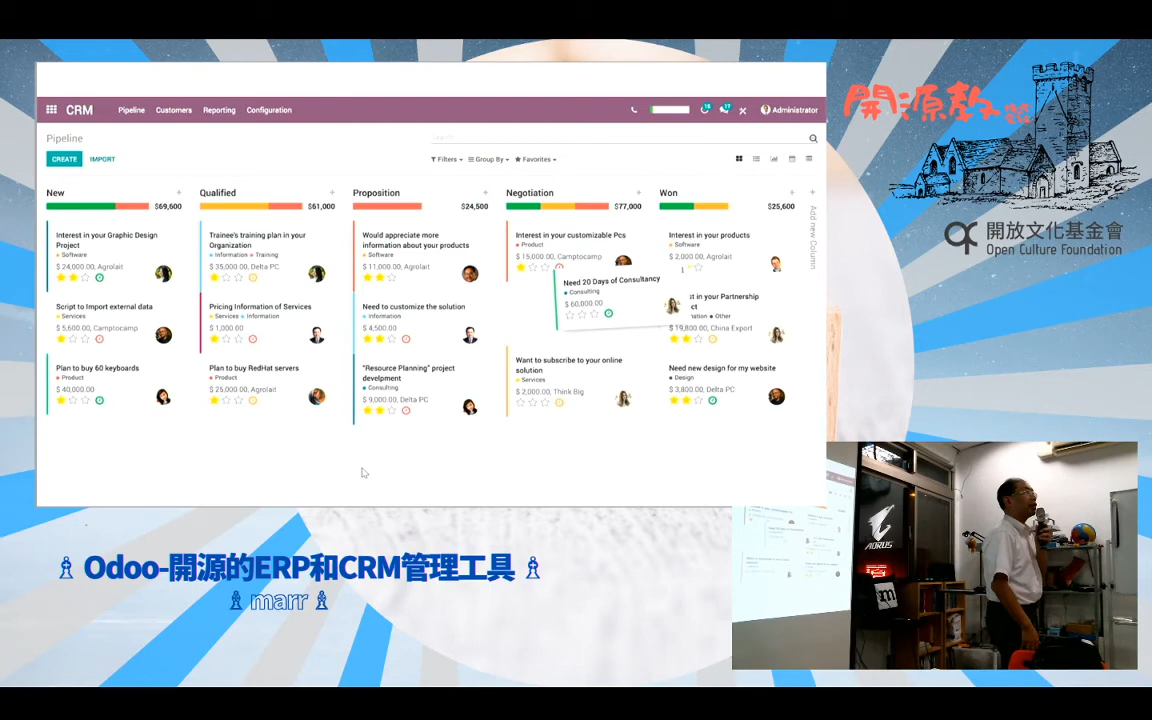 CRM
Pipeline
Customers
Reporting
Configuration
15
17
Administrator
Pipeline
Search...
CREATE
IMPORT
Filters
Group By
Favorites
New
+
$69,600
Interest in your Graphic Design
Project
Software
$24,000.00, Agrolait
Script to Import external data
Services
$5,600.00, Camptocamp
Plan to buy 60 keyboards
Product
$40,000.00
Qualified
+
$61,000
Trainee's training plan in your
Organization
Information
Training
$35,000.00, Delta PC
Pricing Information of Services
Services
Information
$1,000.00
Plan to buy RedHat servers
Product
$25,000.00, Agrolait
Proposition
+
$24,500
Would appreciate more
information about your products
Software
$11,000.00, Agrolait
Need to customize the solution
Information
$4,500.00
"Resource Planning" project
develpment
Consulting
$9,000.00, Delta PC
Negotiation
+
$77,000
Interest in your customizable Pcs
Product
$15,000.00, Camptocamp
Need 20 Days of Consultancy
Consulting
$60,000.00
Want to subscribe to your online
solution
Services
$2,000.00, Think Big
Won
+
$25,600
Interest in your products
Software
$2,000.00, Agrolait
st in your Partnership
ct
nation
Other
$19,800.00, China Export
Need new design for my website
Design
$3,800.00, Delta PC
+
Add new Column
開源教
開放文化基金會
Open Culture Foundation
AORUS
Odoo-開源的ERP和CRM管理工具
marr